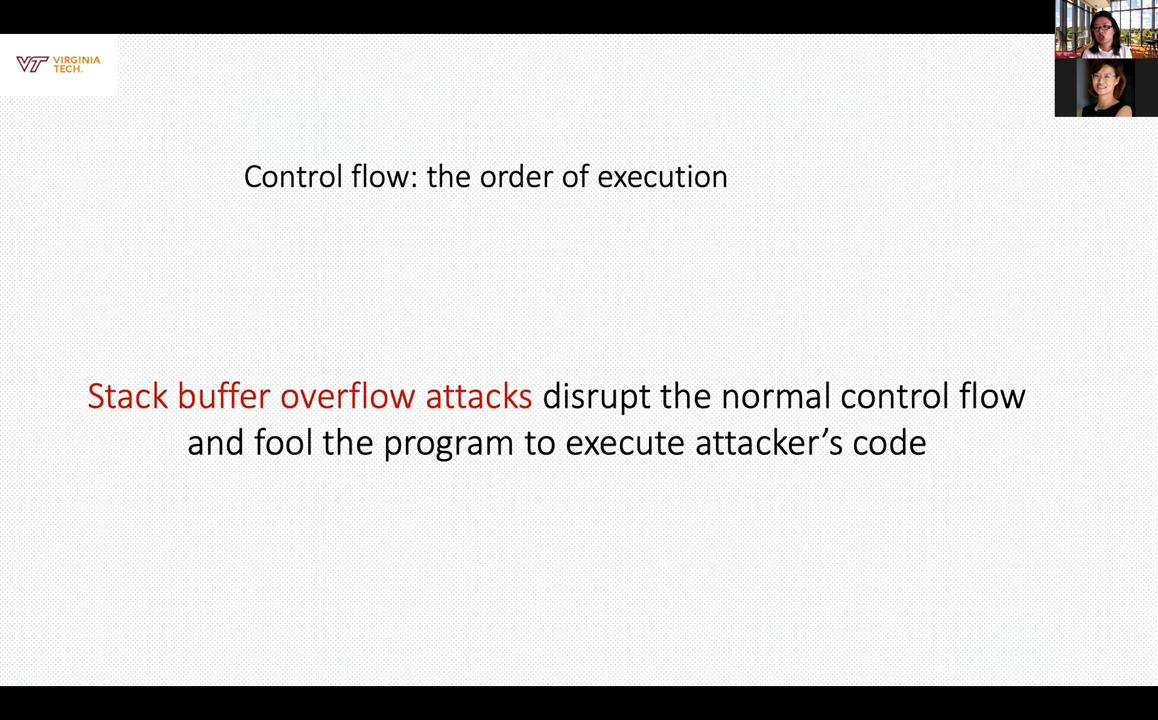 VT VIRGINIA
TECH.
Control flow: the order of execution
Stack buffer overflow attacks disrupt the normal control flow
and fool the program to execute attacker’s code